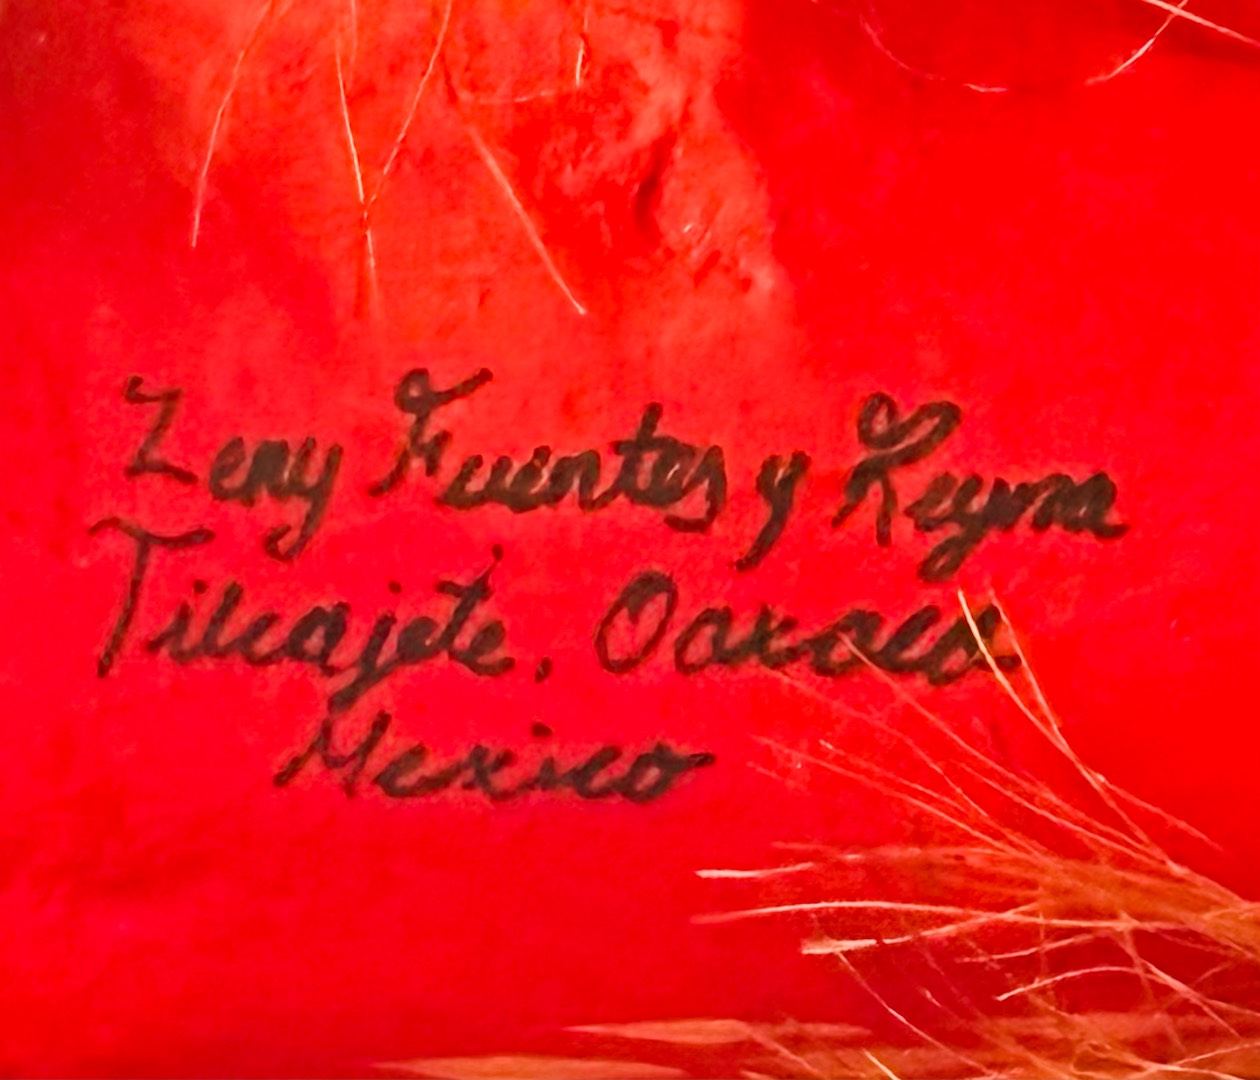 Zeny Fuentes y Reyna
Tilcajete, Oaxaca
Mexico